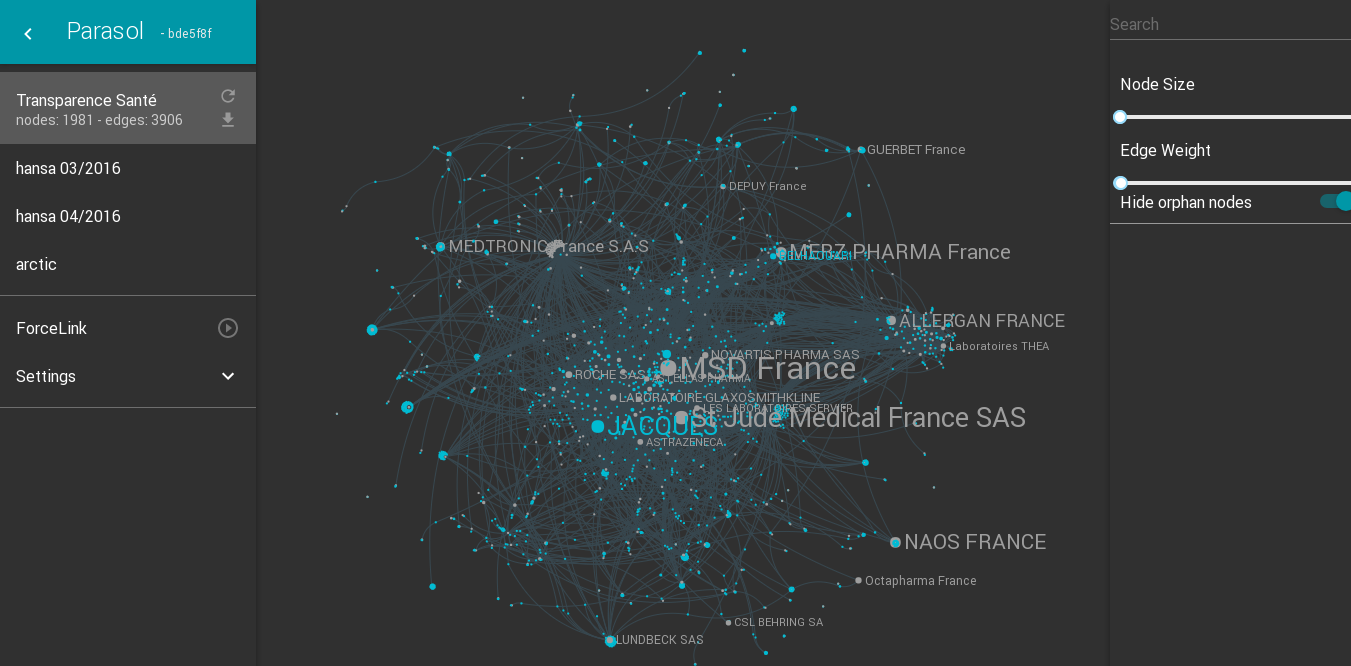 Parasol - bde5f8f
Transparence Santé
nodes: 1981 - edges: 3906
hansa 03/2016
hansa 04/2016
arctic
ForceLink
Settings
GUERBET France
DEPUY France
MEDTRONIC France S.A.S
MERZ PHARMA France
ALLERGAN FRANCE
Laboratoires THEA
NOVARTIS PHARMA SAS
MSD France
ROCHE SAS
ASTELLAS PHARMA
LABORATOIRE GLAXOSMITHKLINE
LES LABORATOIRES SERVIER
St Jude Medical France SAS
JACQUES
ASTRAZENECA
NAOS FRANCE
Octapharma France
CSL BEHRING SA
LUNDBECK SAS
Search
Node Size
Edge Weight
Hide orphan nodes